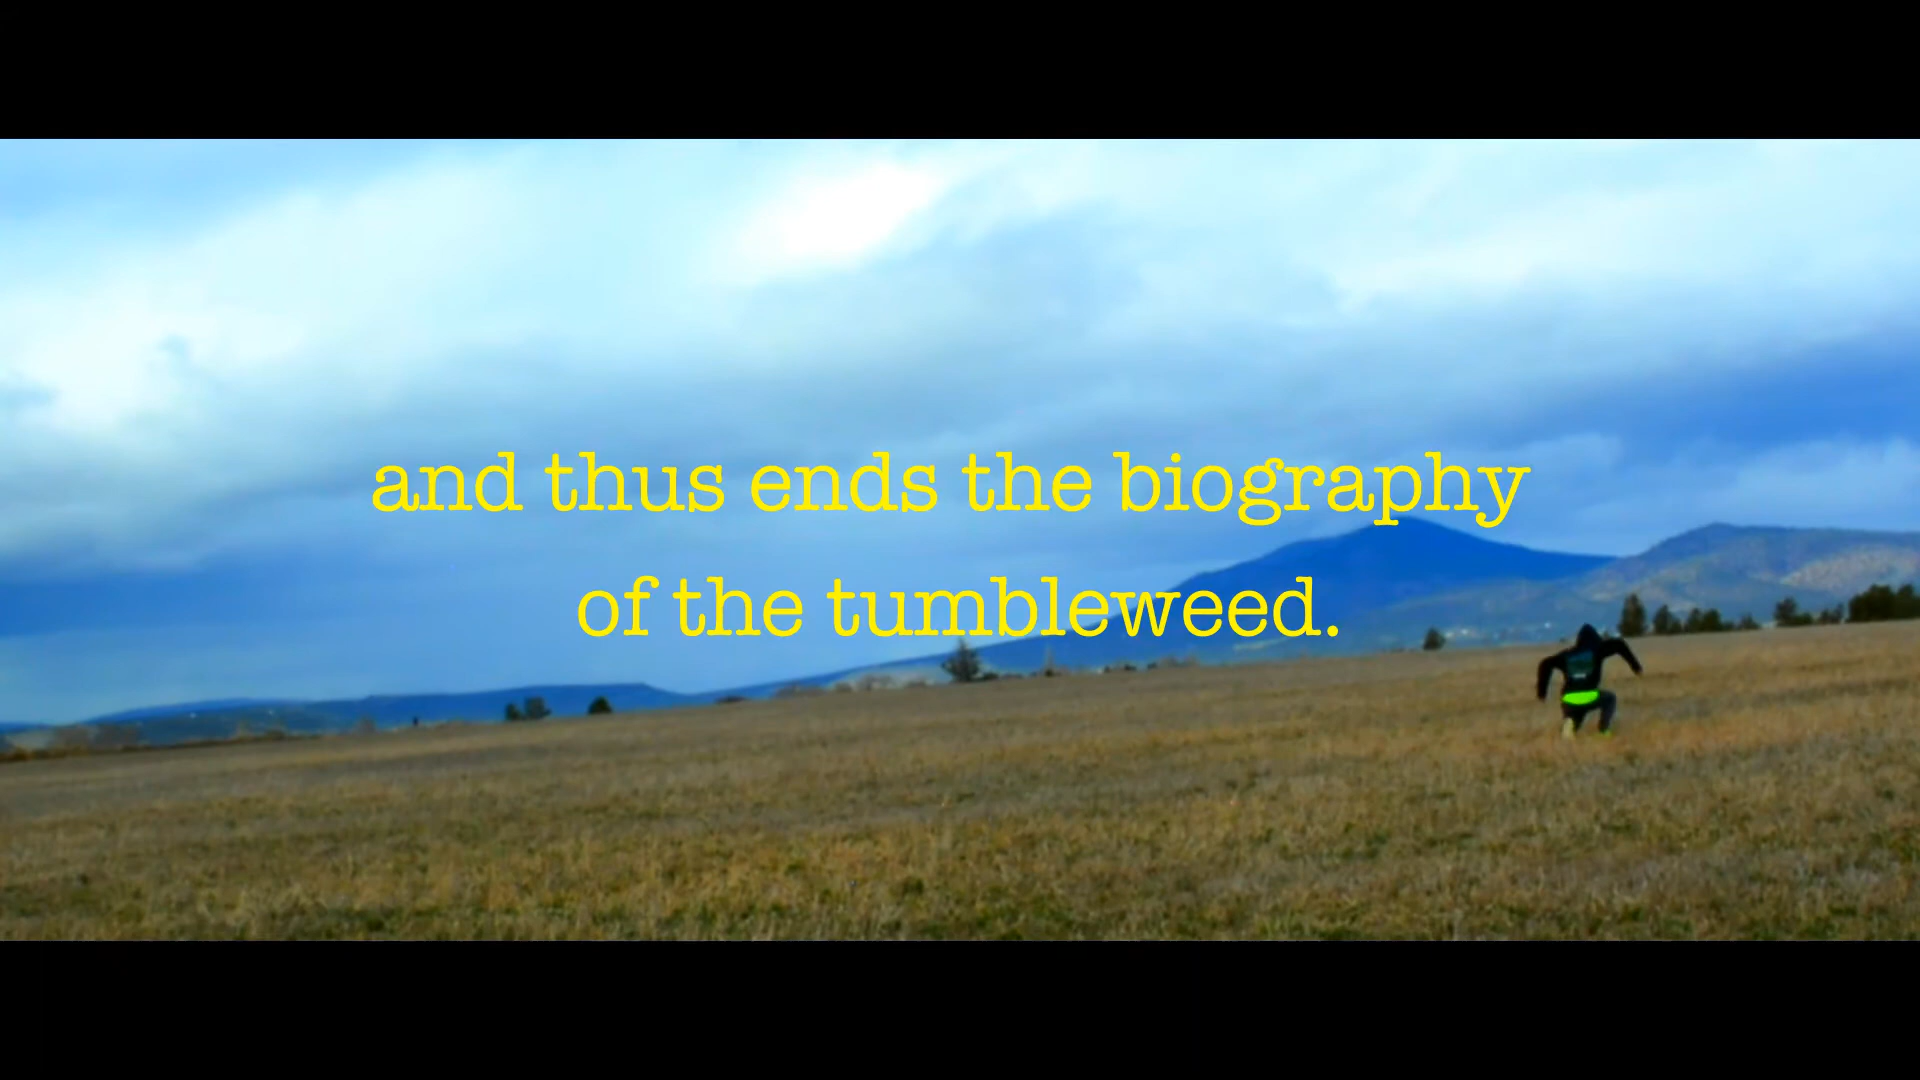 and thus ends the biography
of the tumbleweed.